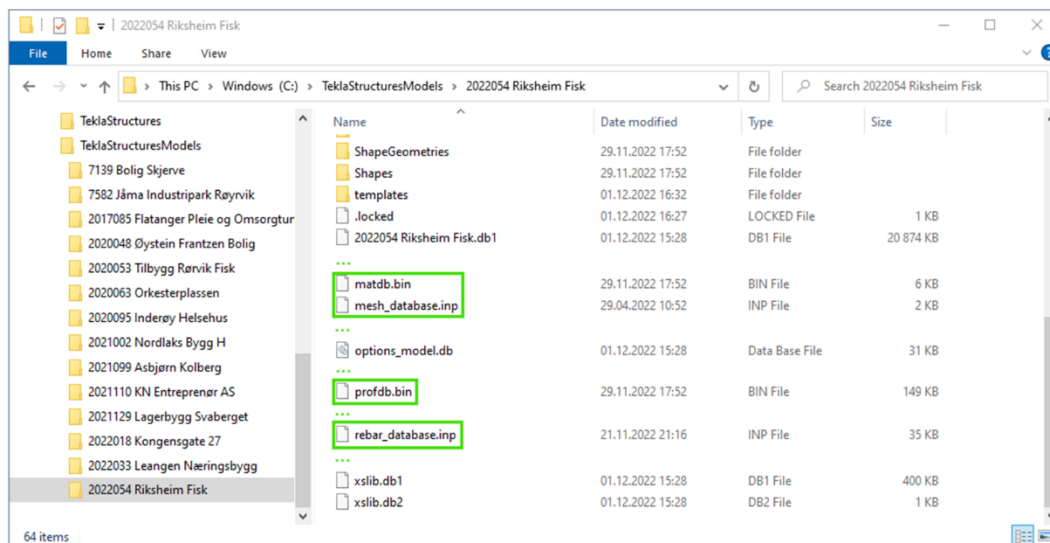 2022054 Riksheim Fisk
File Home Share View
This PC > Windows (C:) > TeklaStructuresModels > 2022054 Riksheim Fisk
Search 2022054 Riksheim Fisk
TeklaStructures
TeklaStructuresModels
7139 Bolig Skjerve
7582 Jåma Industripark Røyrvik
2017085 Flatanger Pleie og Omsorgtur
2020048 Øystein Frantzen Bolig
2020053 Tilbygg Rørvik Fisk
2020063 Orkesterplassen
2020095 Inderøy Helsehus
2021002 Nordlaks Bygg H
2021099 Asbjørn Kolberg
2021110 KN Entreprenør AS
2021129 Lagerbygg Svaberget
2022018 Kongensgate 27
2022033 Leangen Næringsbygg
2022054 Riksheim Fisk
Name Date modified Type Size
ShapeGeometries 29.11.2022 17:52 File folder
Shapes 29.11.2022 17:52 File folder
templates 01.12.2022 16:32 File folder
.locked 01.12.2022 16:27 LOCKED File 1 KB
2022054 Riksheim Fisk.db1 01.12.2022 15:28 DB1 File 20 874 KB
...
matdb.bin 29.11.2022 17:52 BIN File 6 KB
mesh_database.inp 29.04.2022 10:52 INP File 2 KB
...
options_model.db 01.12.2022 15:28 Data Base File 31 KB
...
profdb.bin 29.11.2022 17:52 BIN File 149 KB
...
rebar_database.inp 21.11.2022 21:16 INP File 35 KB
...
xslib.db1 01.12.2022 15:28 DB1 File 400 KB
xslib.db2 01.12.2022 15:28 DB2 File 1 KB
64 items